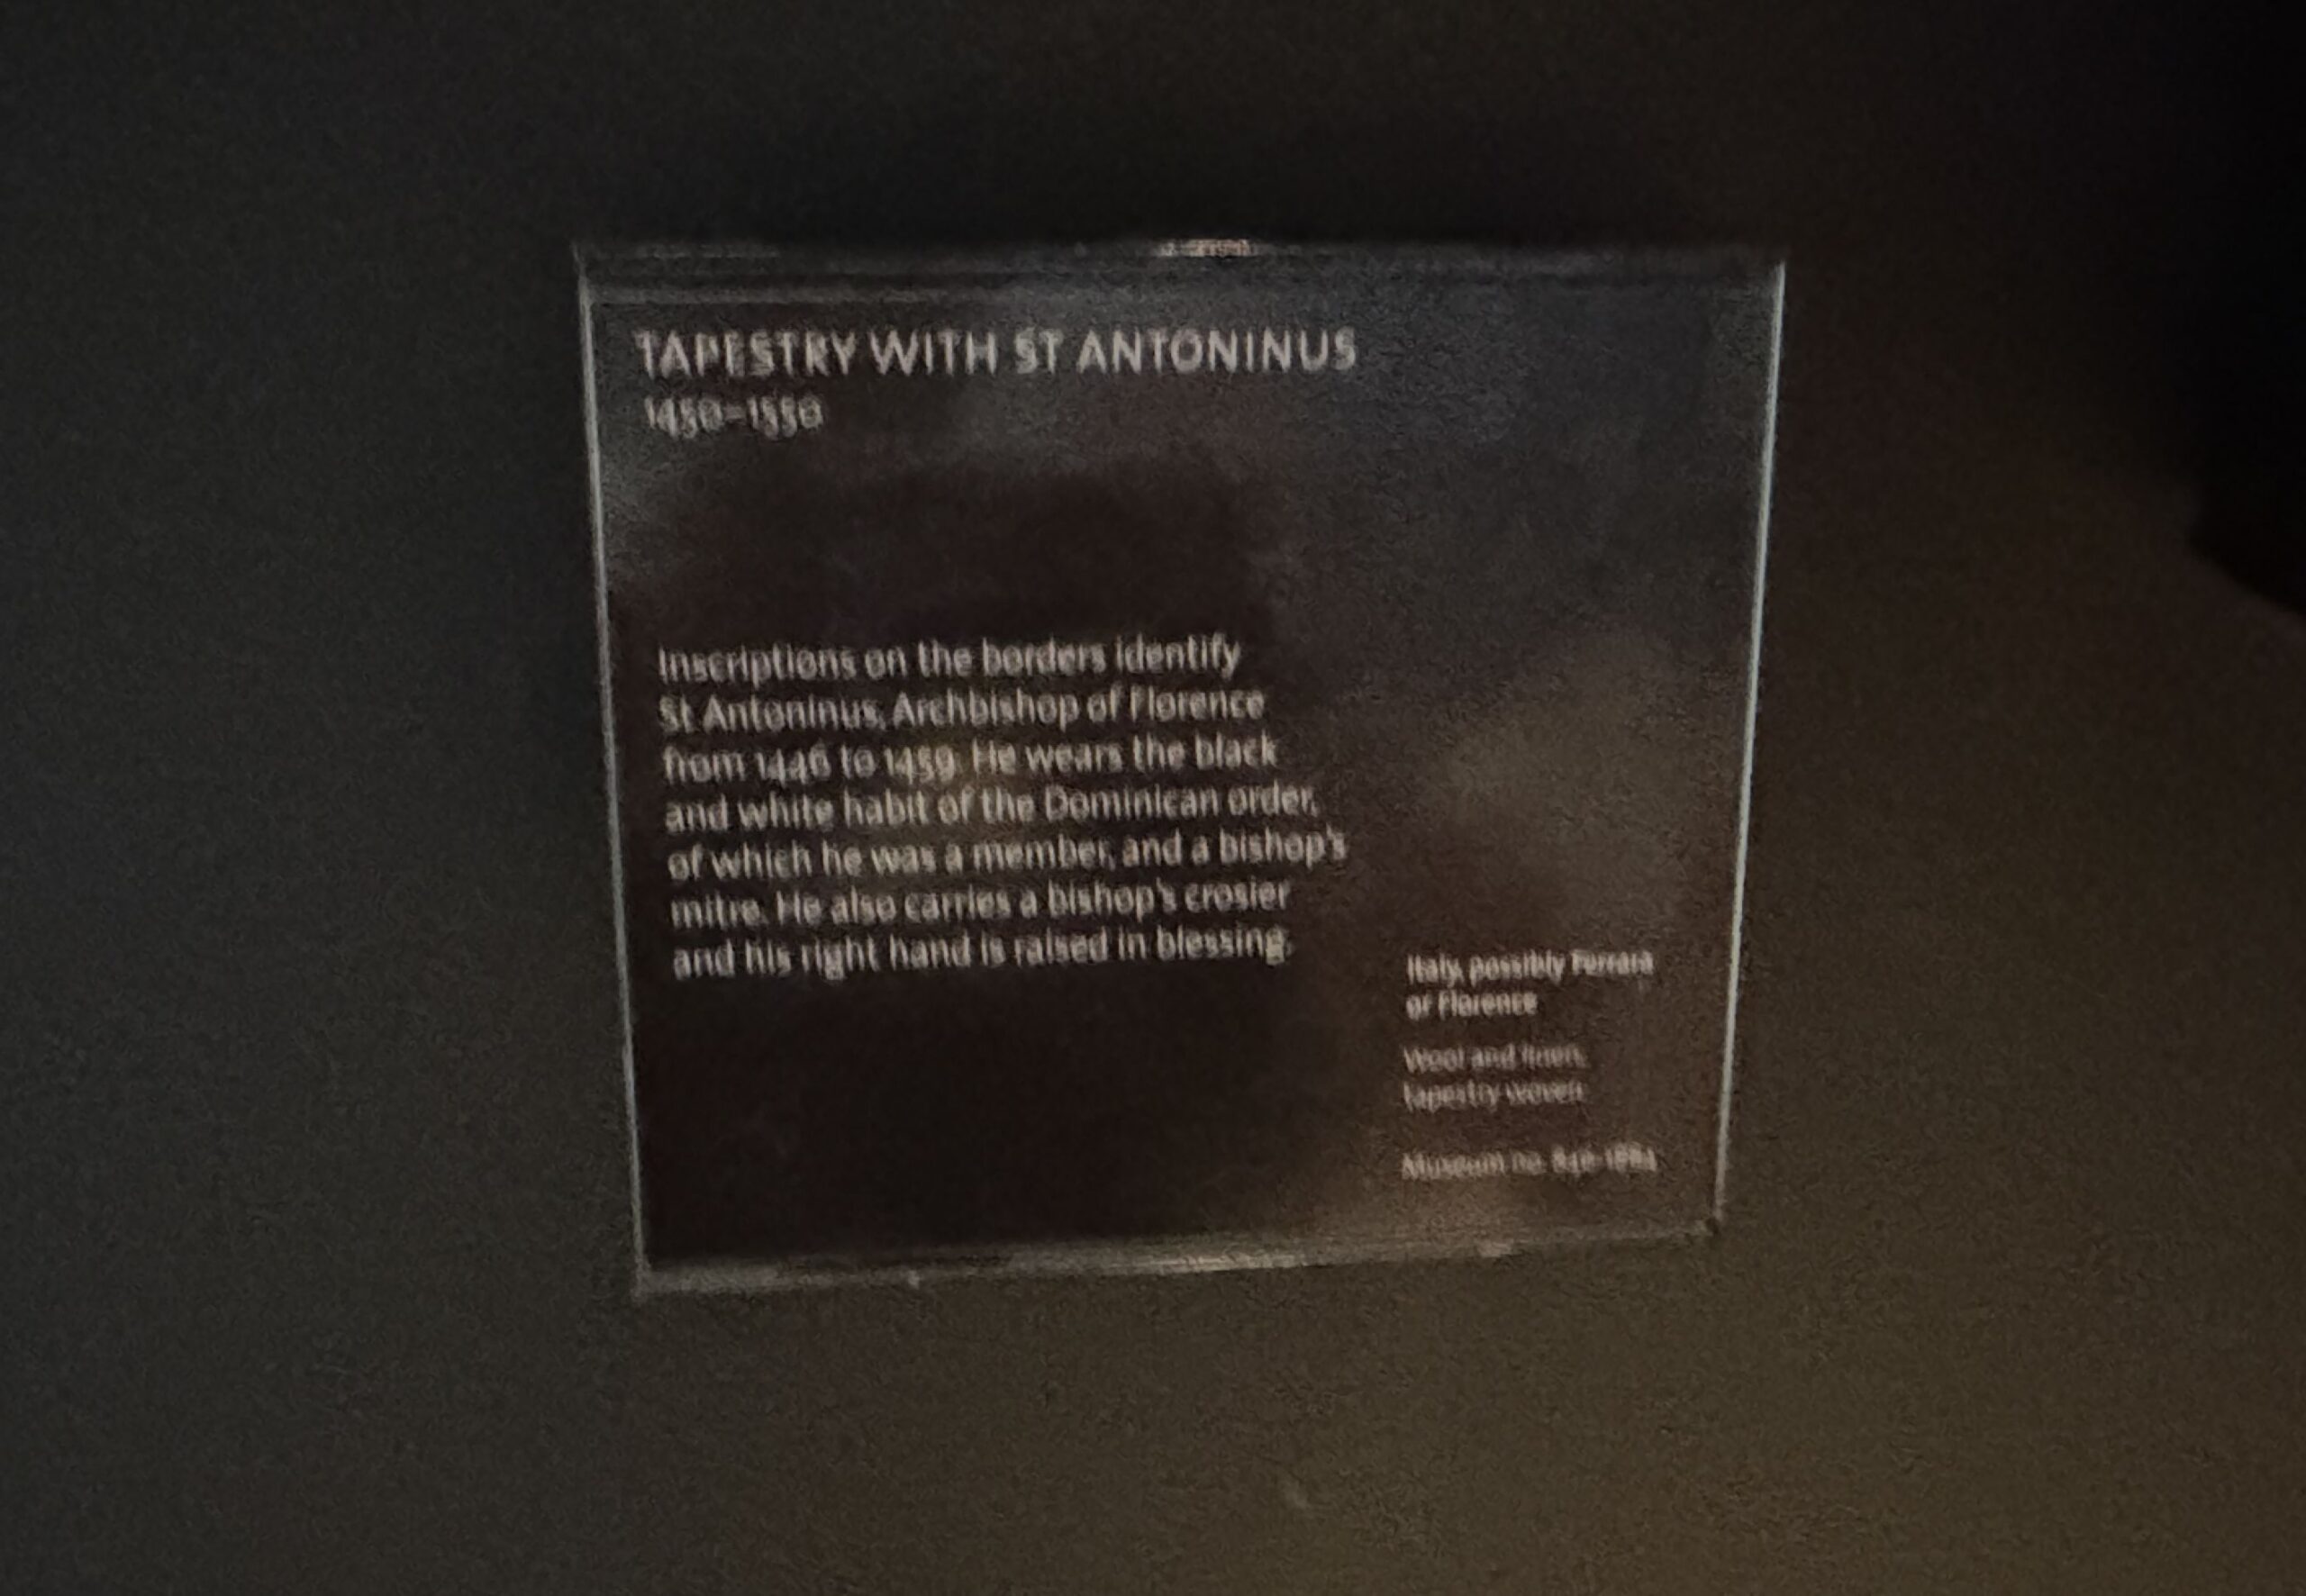 TAPESTRY WITH ST ANTONINUS
1450–1550
Inscriptions on the borders identify
St Antoninus, Archbishop of Florence
from 1446 to 1459. He wears the black
and white habit of the Dominican order,
of which he was a member, and a bishop's
mitre. He also carries a bishop's crosier
and his right hand is raised in blessing.
Italy, possibly Ferrara
or Florence
Wool and linen,
tapestry woven
Museum no.